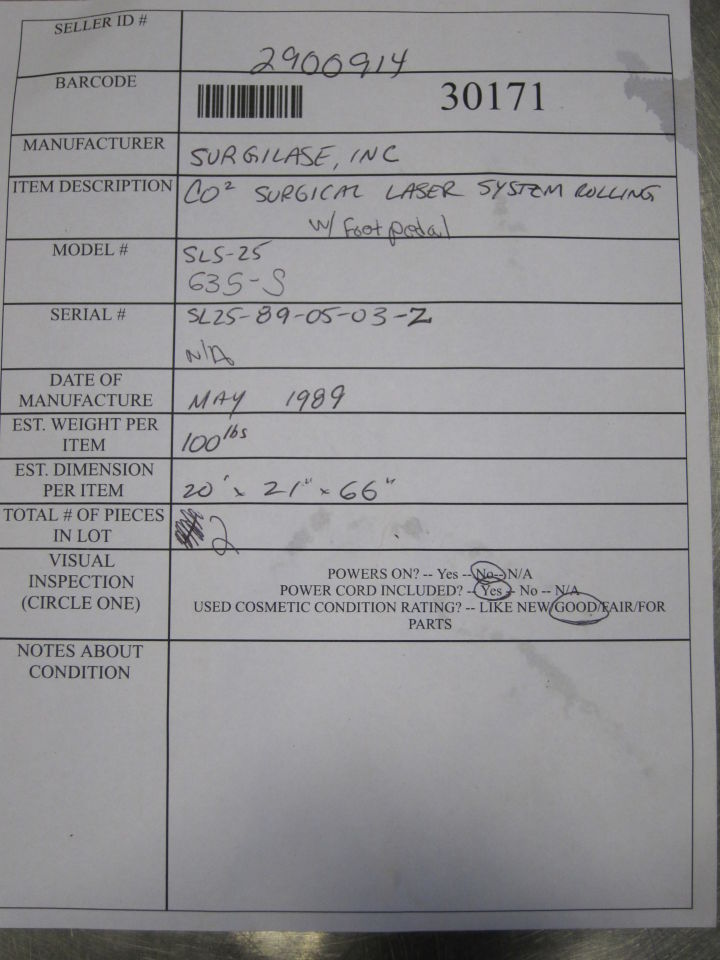 SELLER ID #
2900914
BARCODE
30171
MANUFACTURER
SURGILASE, INC
ITEM DESCRIPTION
CO² SURGICAL LASER SYSTEM ROLLING
W/ Foot pedal
MODEL #
SLS-25
635-S
SERIAL #
SL25-89-05-03-Z
N/A
DATE OF
MANUFACTURE
MAY 1989
EST. WEIGHT PER
ITEM
100 lbs
EST. DIMENSION
PER ITEM
20" x 21" x 66"
TOTAL # OF PIECES
IN LOT
2
VISUAL
INSPECTION
(CIRCLE ONE)
POWERS ON? -- Yes -- No -- N/A
POWER CORD INCLUDED? -- Yes -- No -- N/A
USED COSMETIC CONDITION RATING? -- LIKE NEW/GOOD/FAIR/FOR
PARTS
NOTES ABOUT
CONDITION